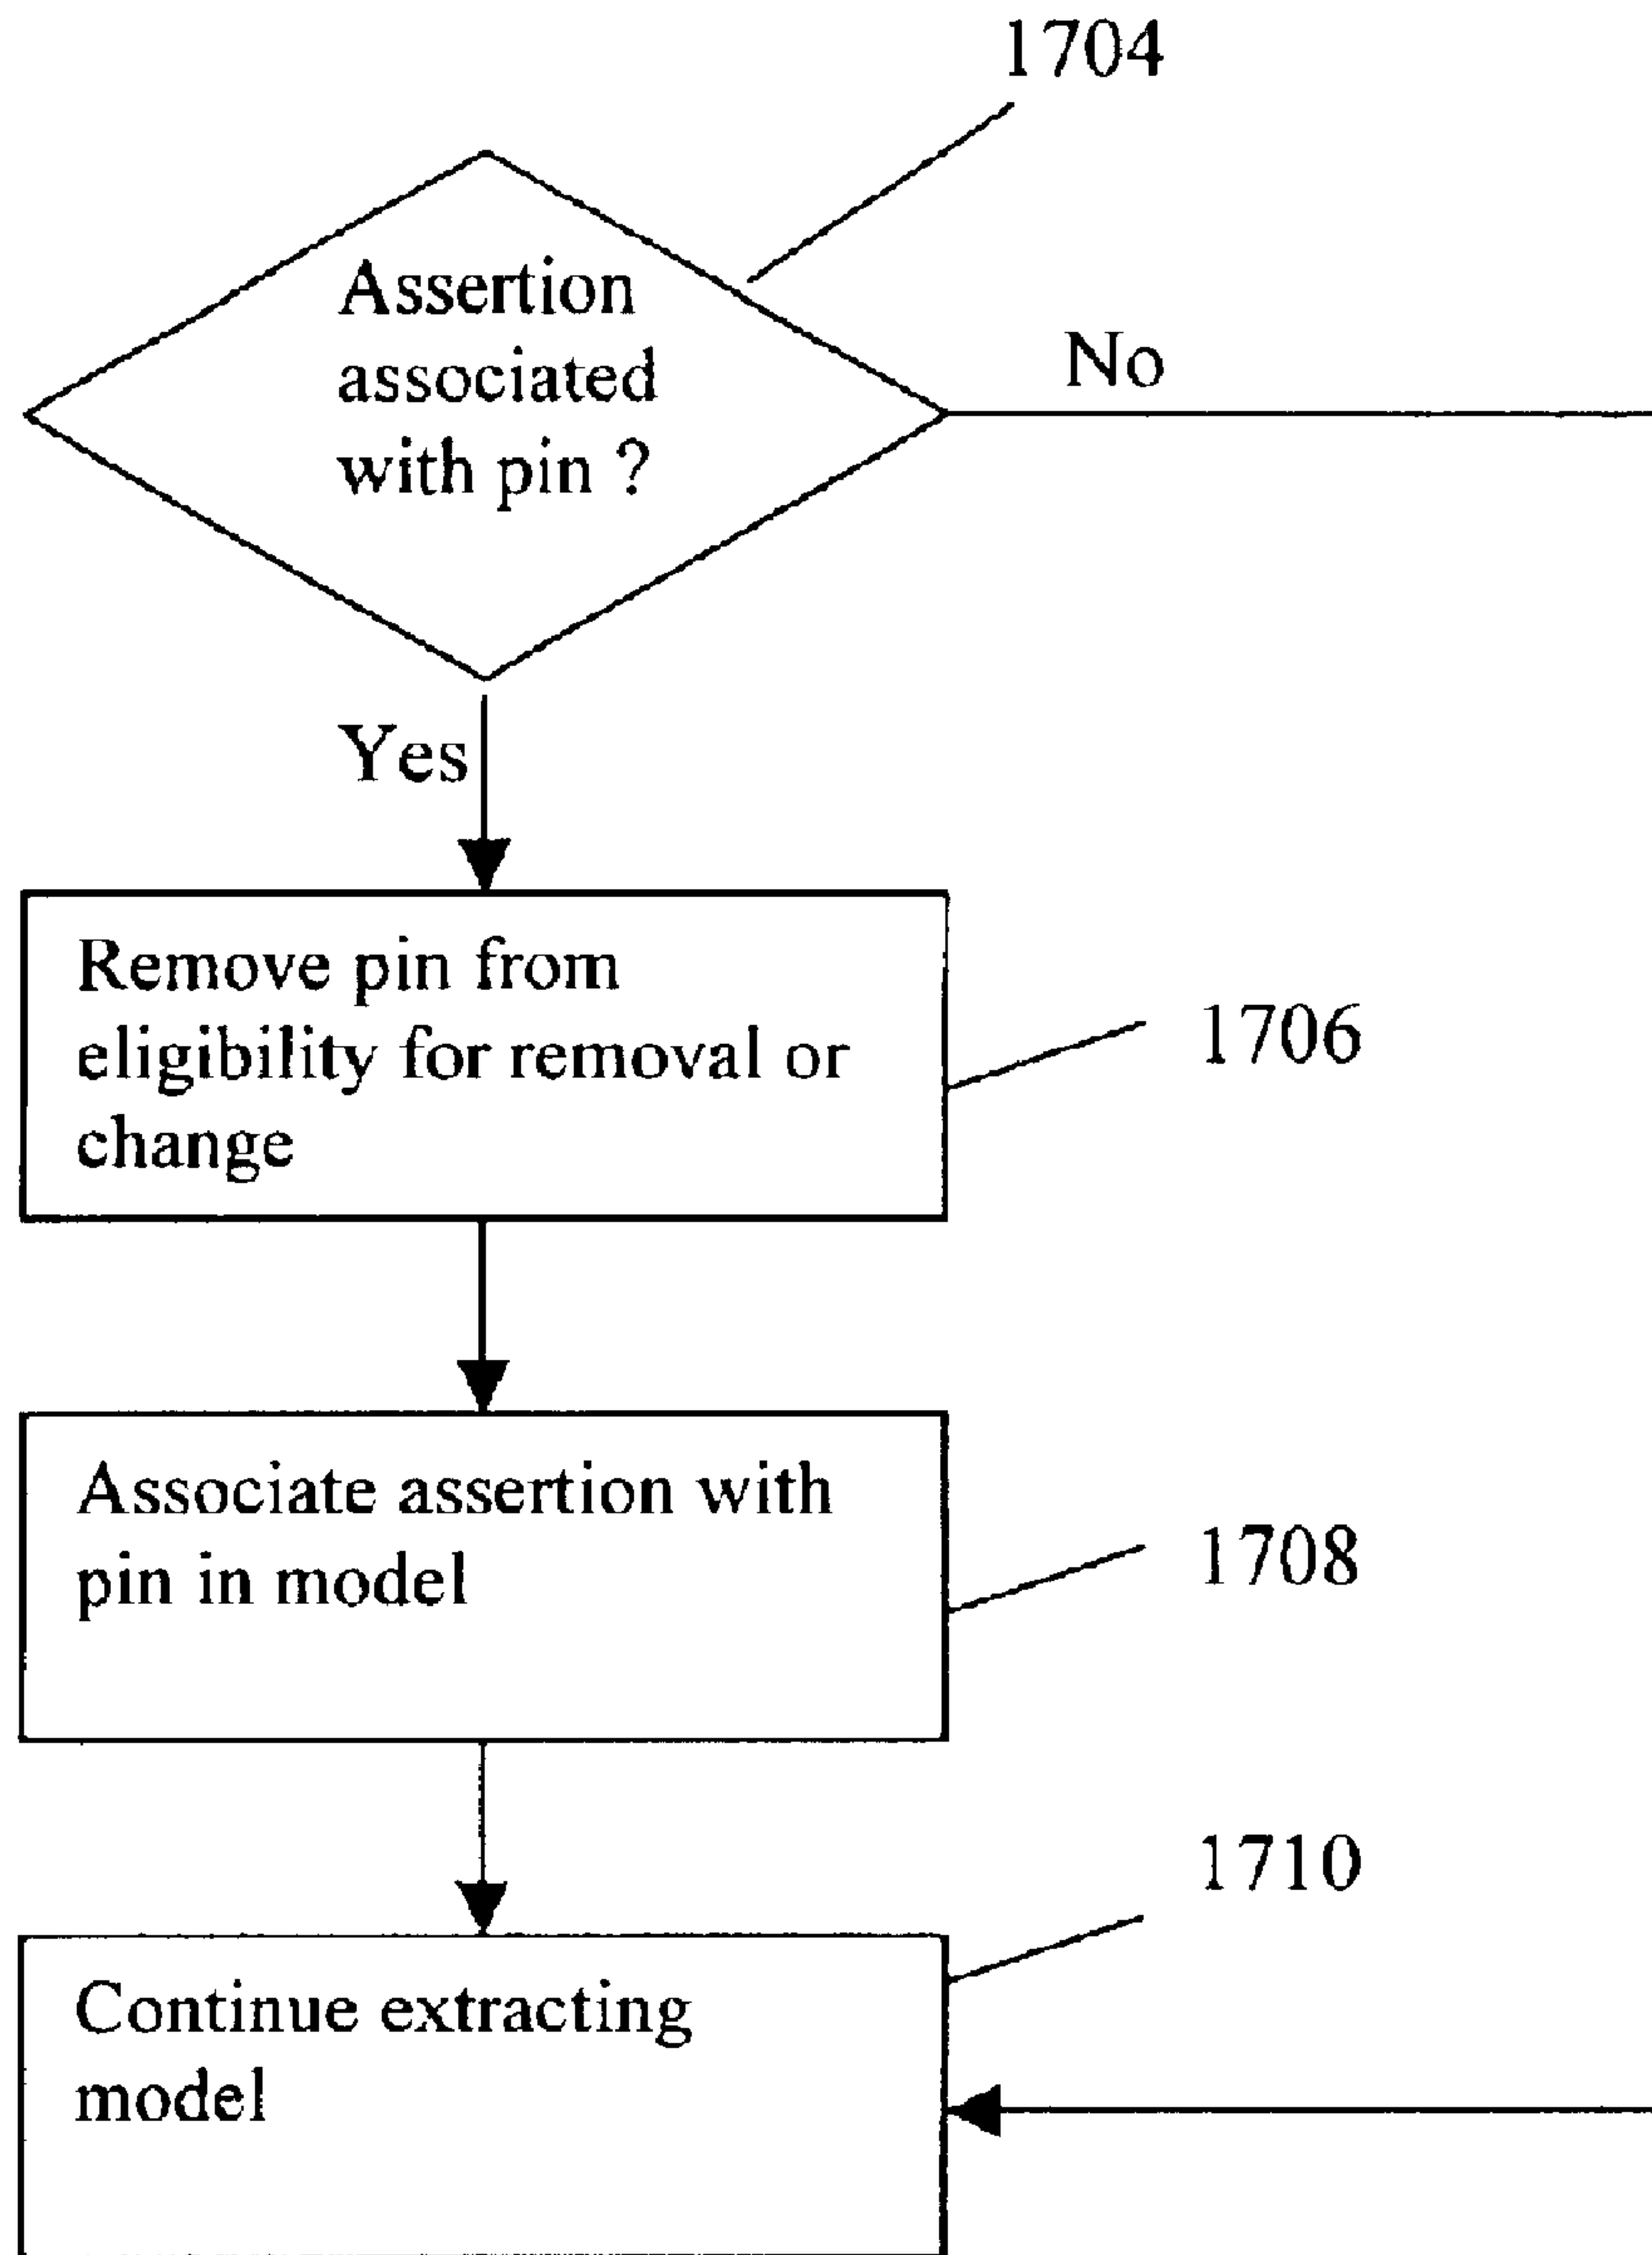 1704
Assertion
associated
with pin ?
No
Yes
Remove pin from
eligibility for removal or
change
1706
Associate assertion with
pin in model
1708
1710
Continue extracting
model